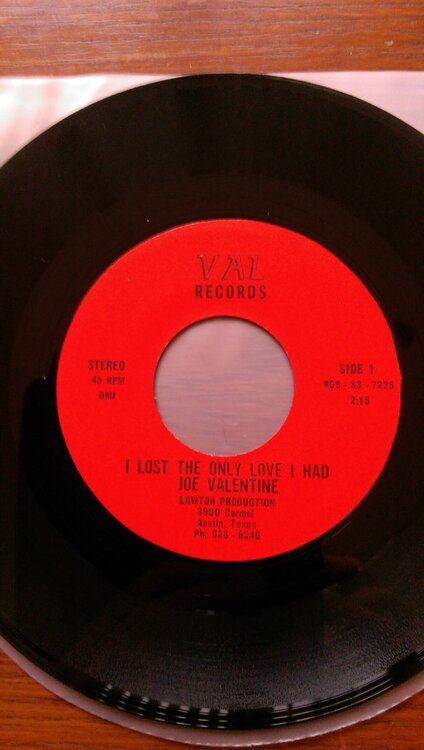 VAL
RECORDS
STEREO
45 RPM
BMI
SIDE 1
RDS - 33 - 7225
2:15
I LOST THE ONLY LOVE I HAD
JOE VALENTINE
LAWTON PRODUCTION
3900 Carmel
Austin, Texas
Ph: 926 - 6246